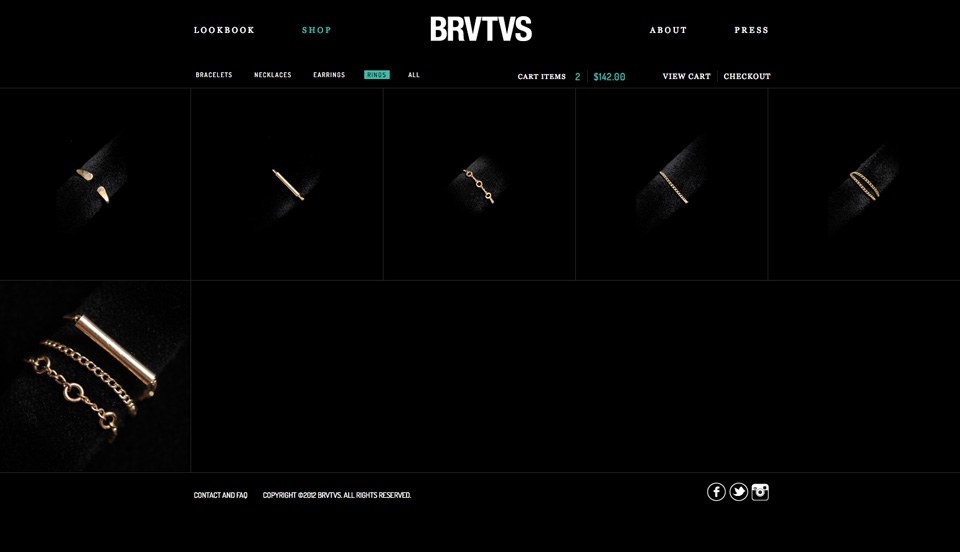 LOOKBOOK SHOP BRVTVS ABOUT PRESS
BRACELETS NECKLACES EARRINGS RINGS ALL CART ITEMS 2 $142.00 VIEW CART CHECKOUT
CONTACT AND FAQ COPYRIGHT ©2012 BRVTVS. ALL RIGHTS RESERVED.